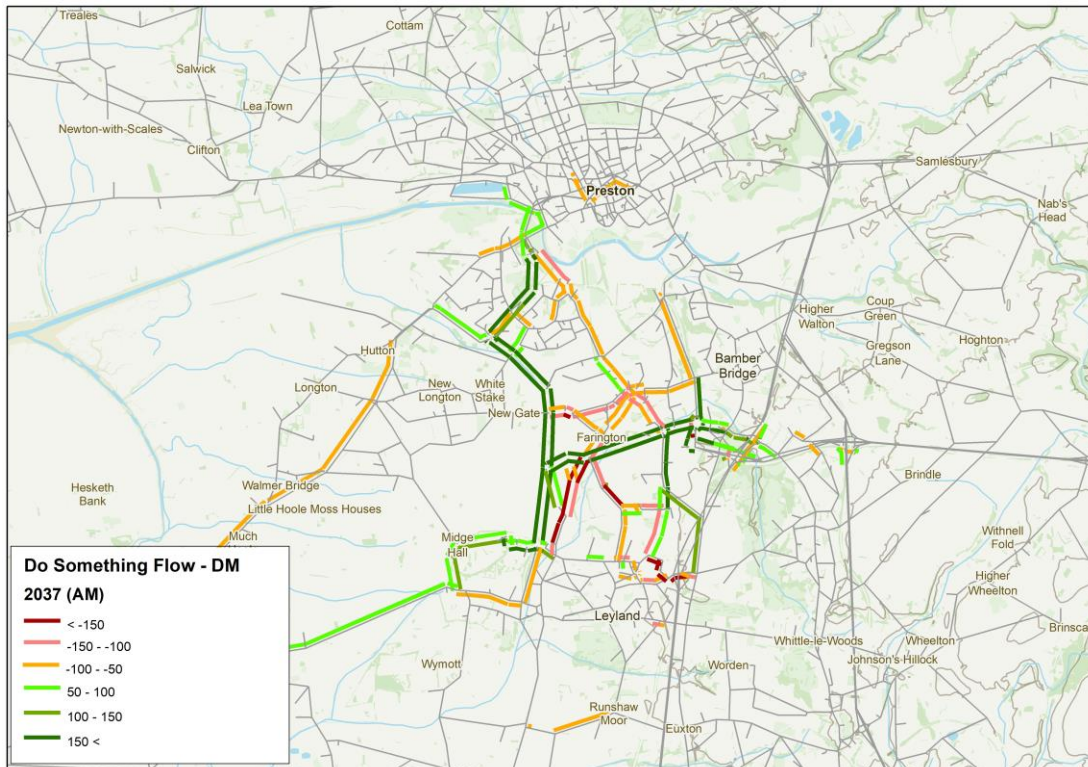 Treales
Cottam
Salwick
Lea Town
Newton-with-Scales
Clifton
Samlesbury
Preston
Nab's
Head
Higher
Walton
Coup
Green
Gregson
Lane
Hoghton
Hutton
Bamber
Bridge
Longton
New
Longton
White
Stake
New Gate
Farington
Brindle
Hesketh
Bank
Walmer Bridge
Little Hoole Moss Houses
Much
Midge
Hall
Withnell
Fold
Higher
Wheelton
Leyland
Whittle-le-Woods
Wheelton
Brinsca
Johnson's Hillock
Wymott
Worden
Runshaw
Moor
Euxton
Do Something Flow - DM
2037 (AM)
< -150
-150 - -100
-100 - -50
50 - 100
100 - 150
150 <